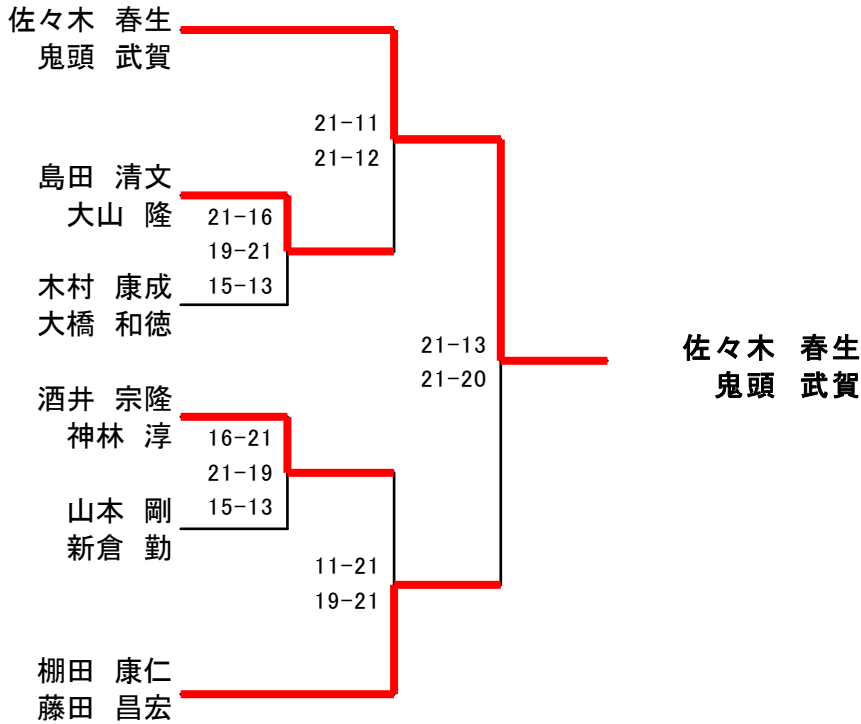 佐々木 春生
鬼頭 武賀
21-11
21-12
島田 清文
大山 隆
21-16
19-21
15-13
木村 康成
大橋 和徳
21-13
21-20
佐々木 春生
鬼頭 武賀
酒井 宗隆
神林 淳
16-21
21-19
15-13
山本 剛
新倉 勤
11-21
19-21
棚田 康仁
藤田 昌宏